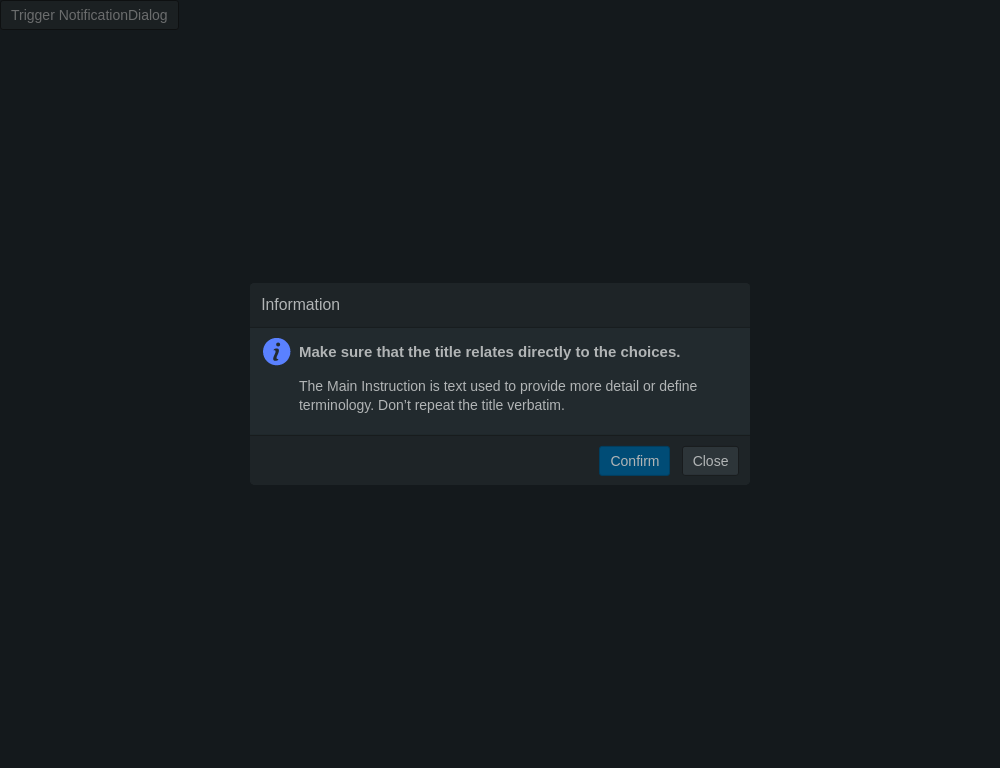 Trigger NotificationDialog
Information
Make sure that the title relates directly to the choices.
The Main Instruction is text used to provide more detail or define
terminology. Don’t repeat the title verbatim.
Confirm Close